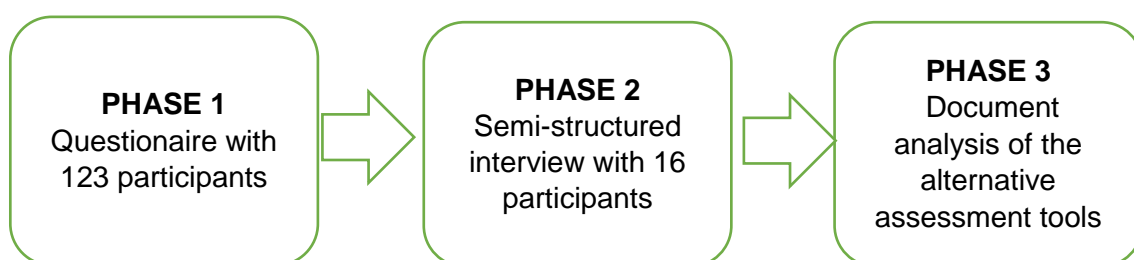 PHASE 1
Questionaire with
123 participants
PHASE 2
Semi-structured
interview with 16
participants
PHASE 3
Document
analysis of the
alternative
assessment tools